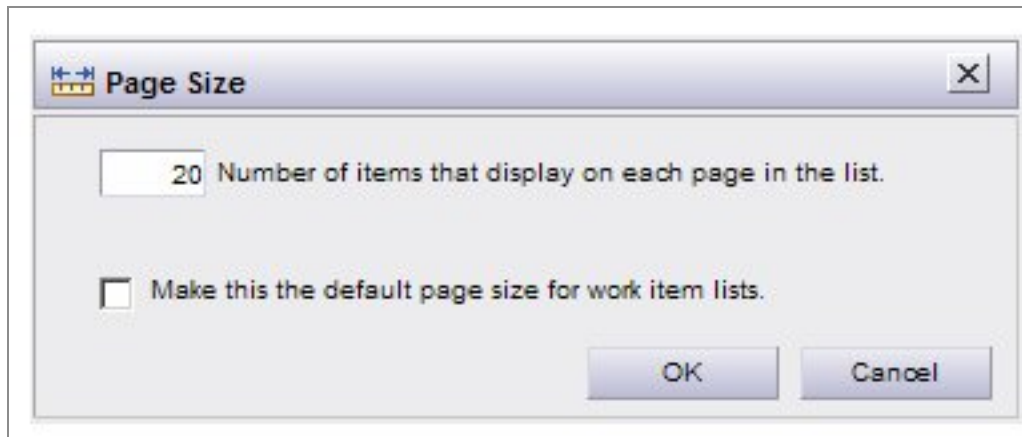 Page Size
20 Number of items that display on each page in the list.
Make this the default page size for work item lists.
OK Cancel